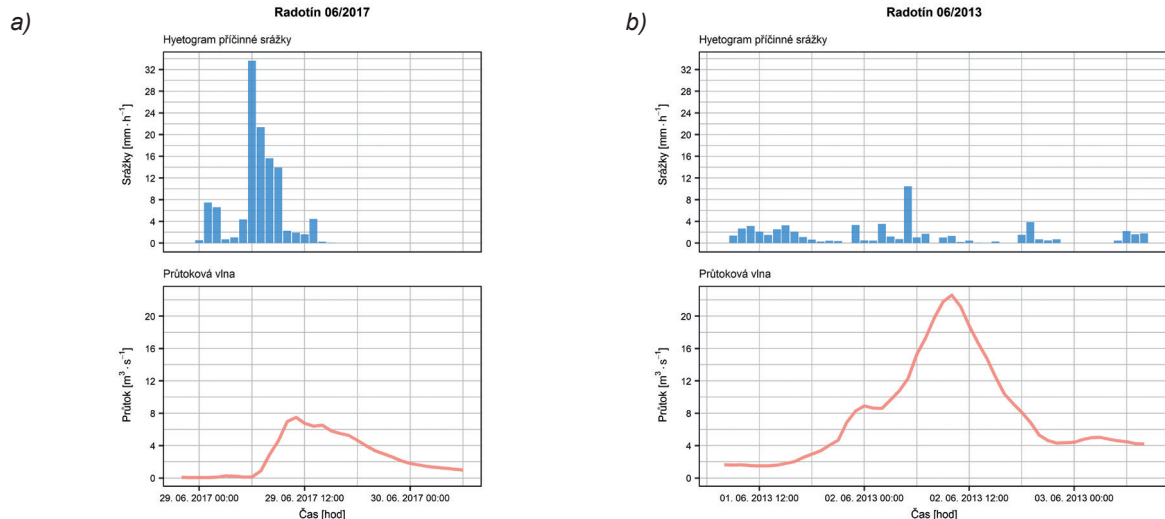 a)
Radotín 06/2017
Hyetogram příčinné srážky
Srážky [mm · h⁻¹]
32
28
24
20
16
12
8
4
0
Průtoková vlna
Průtok [m³ · s⁻¹]
20
16
12
8
4
0
29. 06. 2017 00:00
29. 06. 2017 12:00
30. 06. 2017 00:00
Čas [hod]
b)
Radotín 06/2013
Hyetogram příčinné srážky
Srážky [mm · h⁻¹]
32
28
24
20
16
12
8
4
0
Průtoková vlna
Průtok [m³ · s⁻¹]
20
16
12
8
4
0
01. 06. 2013 12:00
02. 06. 2013 00:00
02. 06. 2013 12:00
03. 06. 2013 00:00
Čas [hod]